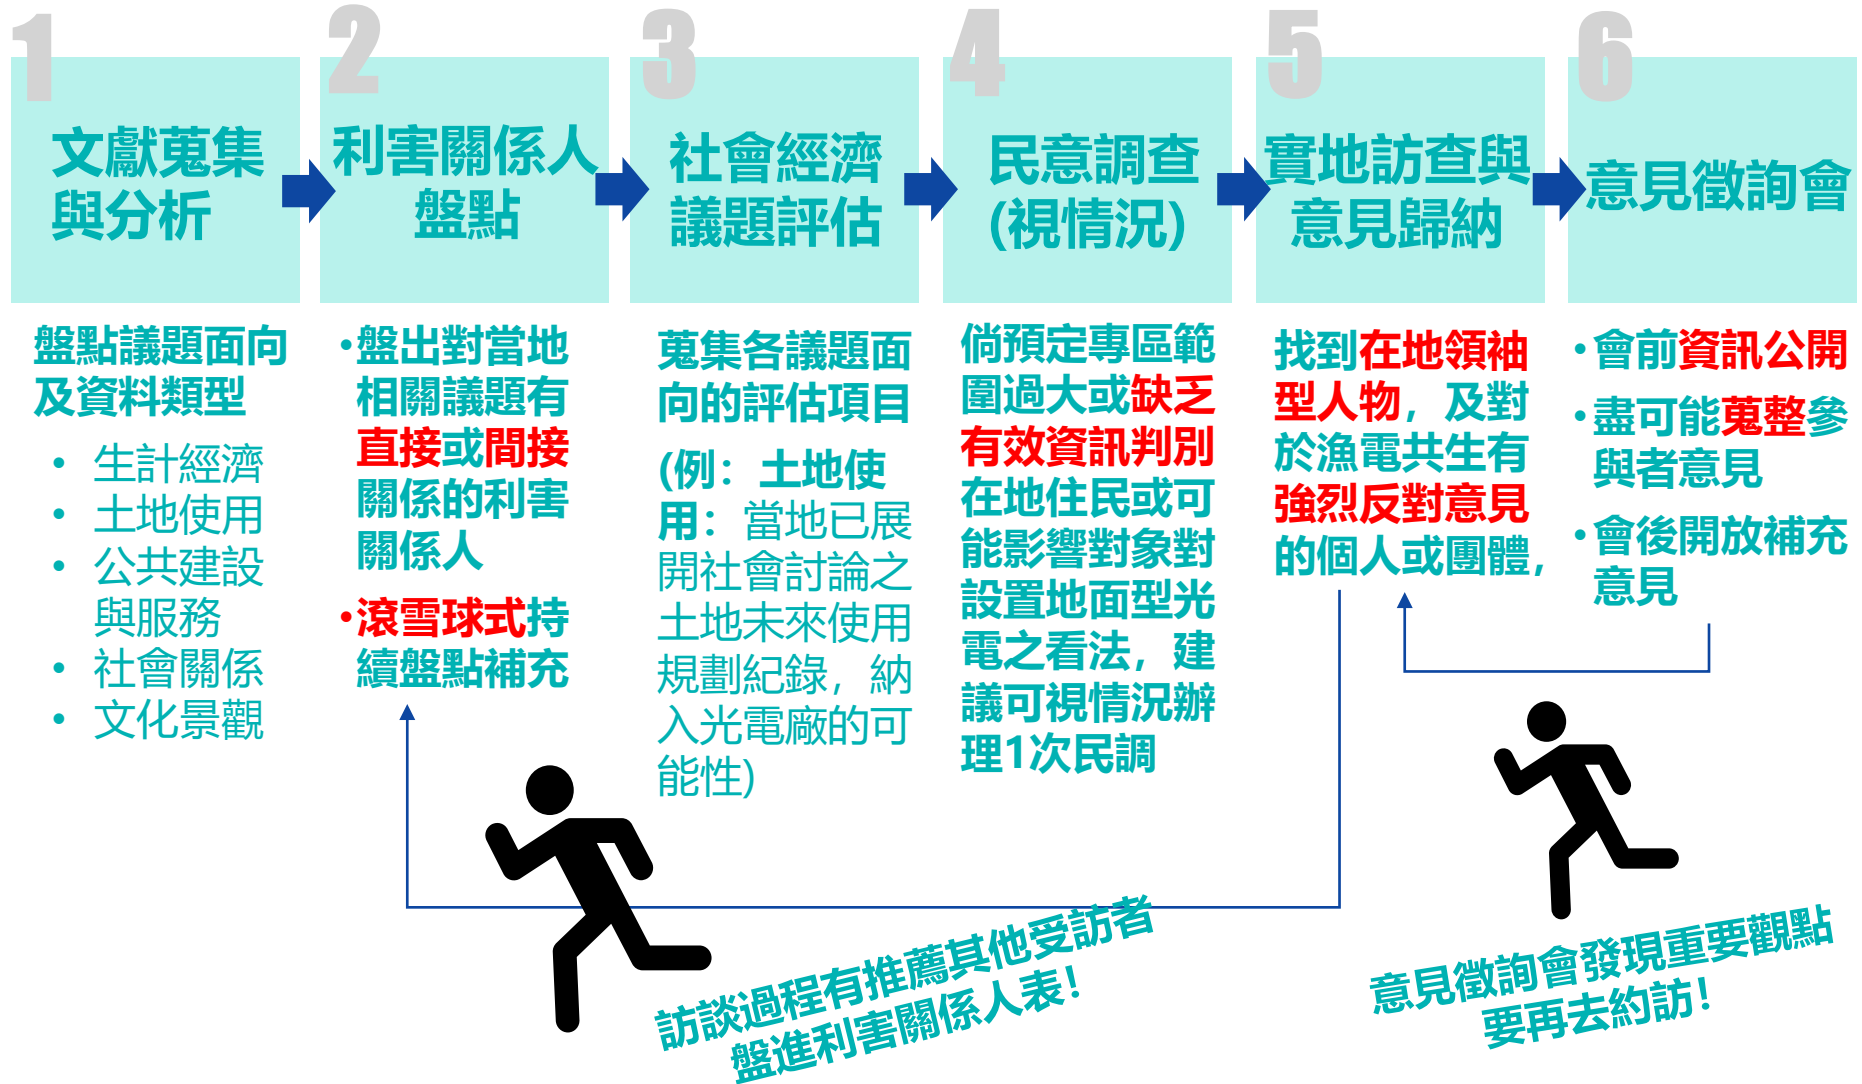 1
文獻蒐集
與分析
盤點議題面向
及資料類型
• 生計經濟
• 土地使用
• 公共建設
與服務
• 社會關係
• 文化景觀
2
利害關係人
盤點
•盤出對當地
相關議題有
直接或間接
關係的利害
關係人
•滾雪球式持
續盤點補充
3
社會經濟
議題評估
蒐集各議題面
向的評估項目
(例：土地使
用：當地已展
開社會討論之
土地未來使用
規劃紀錄，納
入光電廠的可
能性)
4
民意調查
(視情況)
倘預定專區範
圍過大或缺乏
有效資訊判別
在地住民或可
能影響對象對
設置地面型光
電之看法，建
議可視情況辦
理1次民調
5
實地訪查與
意見歸納
找到在地領袖
型人物，及對
於漁電共生有
強烈反對意見
的個人或團體，
6
意見徵詢會
•會前資訊公開
•盡可能蒐整參
與者意見
•會後開放補充
意見
訪談過程有推薦其他受訪者
盤進利害關係人表！
意見徵詢會發現重要觀點
要再去約訪！